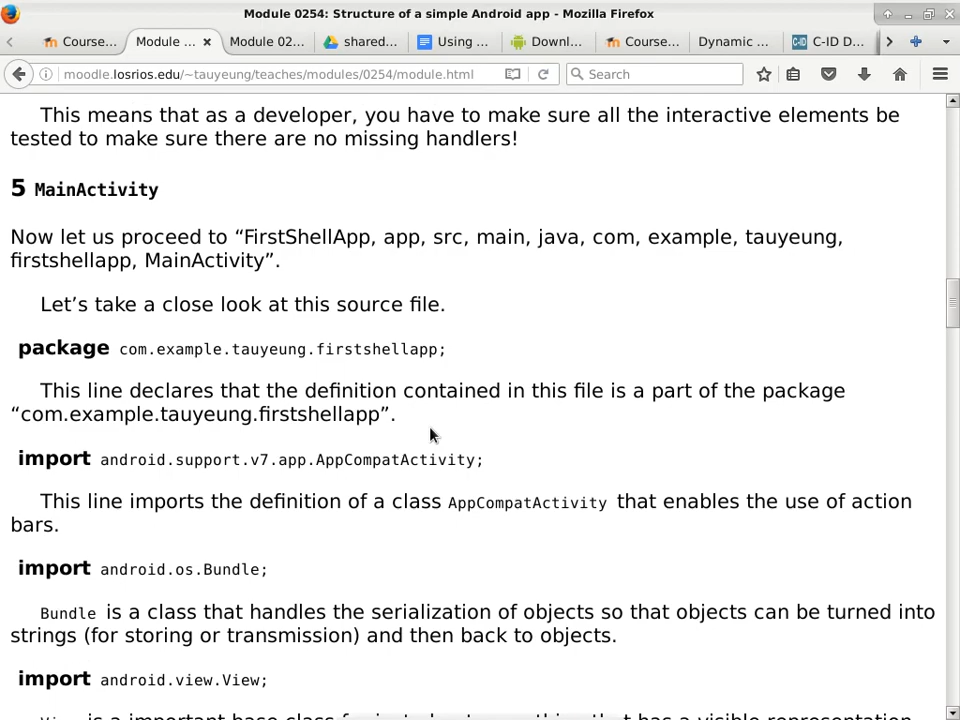 Module 0254: Structure of a simple Android app - Mozilla Firefox
Course... Module ... Module 02... shared... Using ... Downl... Course... Dynamic ... C-ID D...
moodle.losrios.edu/~tauyeung/teaches/modules/0254/module.html Search
This means that as a developer, you have to make sure all the interactive elements be
tested to make sure there are no missing handlers!
5 MainActivity
Now let us proceed to “FirstShellApp, app, src, main, java, com, example, tauyeung,
firstshellapp, MainActivity”.
Let’s take a close look at this source file.
package com.example.tauyeung.firstshellapp;
This line declares that the definition contained in this file is a part of the package
“com.example.tauyeung.firstshellapp”.
import android.support.v7.app.AppCompatActivity;
This line imports the definition of a class AppCompatActivity that enables the use of action
bars.
import android.os.Bundle;
Bundle is a class that handles the serialization of objects so that objects can be turned into
strings (for storing or transmission) and then back to objects.
import android.view.View;